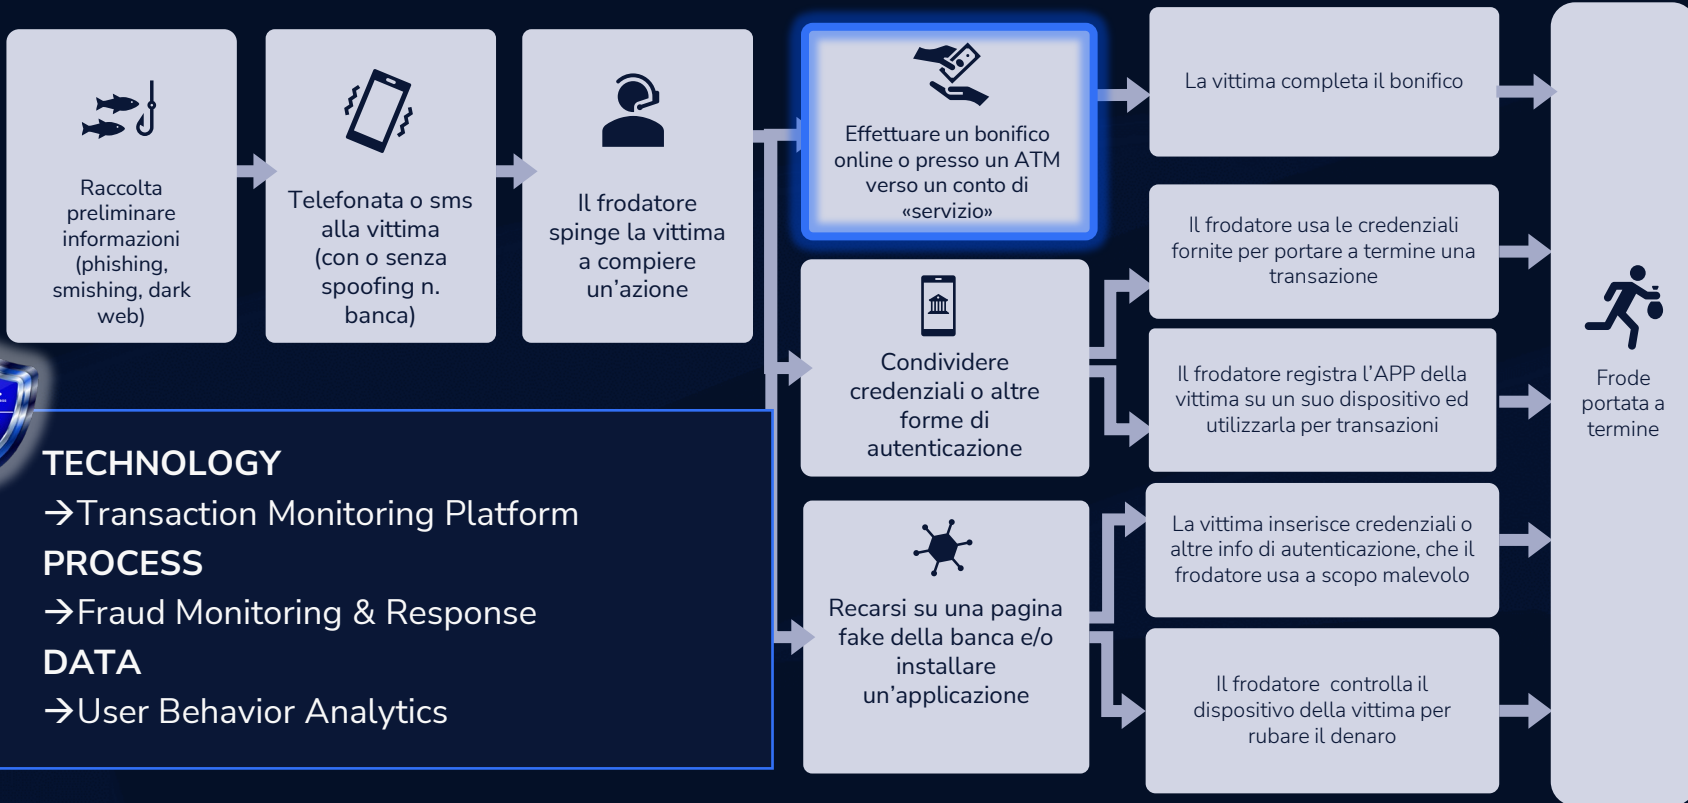 Raccolta
preliminare
informazioni
(phishing,
smishing, dark
web)
Telefonata o sms
alla vittima
(con o senza
spoofing n.
banca)
Il frodatore
spinge la vittima
a compiere
un’azione
Effettuare un bonifico
online o presso un ATM
verso un conto di
«servizio»
La vittima completa il bonifico
Condividere
credenziali o altre
forme di
autenticazione
Il frodatore usa le credenziali
fornite per portare a termine una
transazione
Il frodatore registra l’APP della
vittima su un suo dispositivo ed
utilizzarla per transazioni
Recarsi su una pagina
fake della banca e/o
installare
un’applicazione
La vittima inserisce credenziali o
altre info di autenticazione, che il
frodatore usa a scopo malevolo
Il frodatore controlla il
dispositivo della vittima per
rubare il denaro
Frode
portata a
termine
TECHNOLOGY
→Transaction Monitoring Platform
PROCESS
→Fraud Monitoring & Response
DATA
→User Behavior Analytics